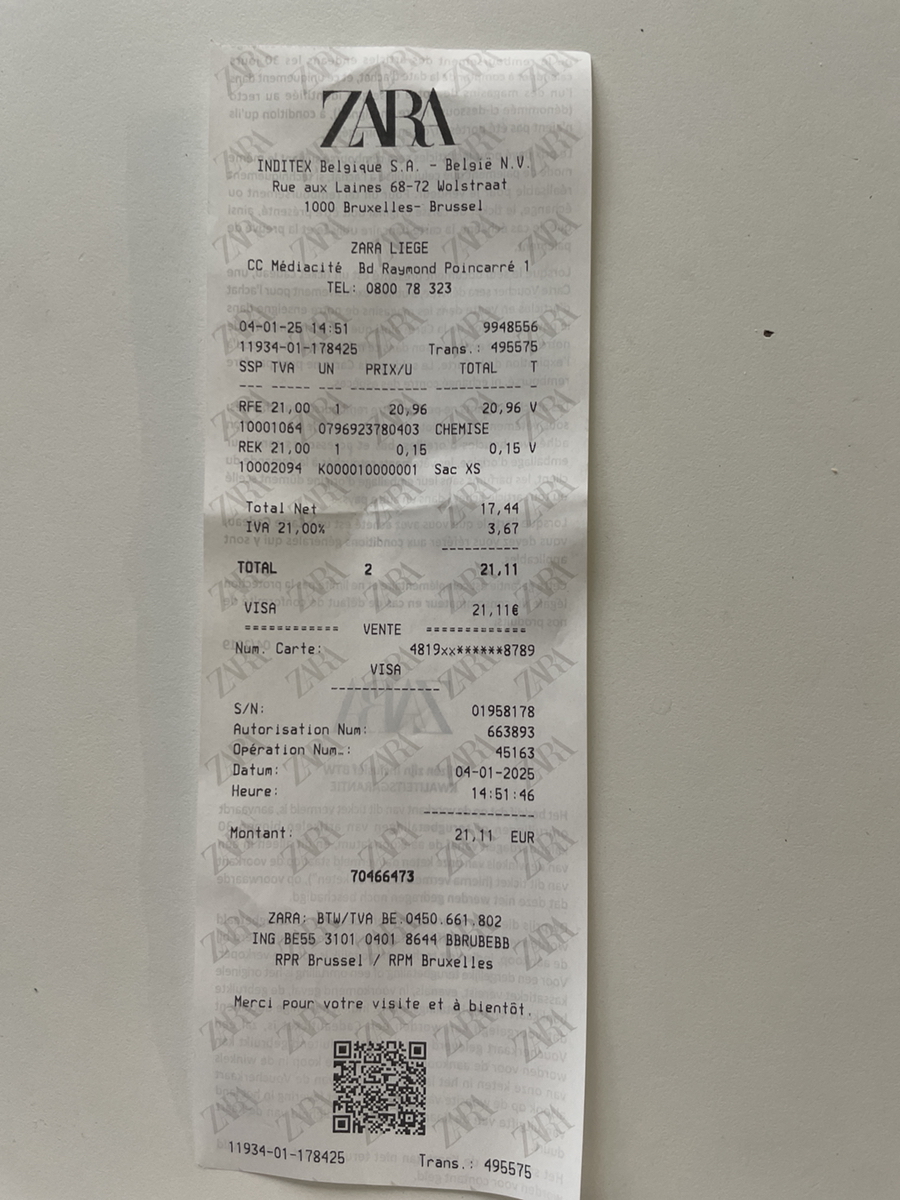 ZARA
INDITEX Belgique S.A. - België N.V.
Rue aux Laines 68-72 Wolstraat
1000 Bruxelles- Brussel
ZARA LIEGE
CC Médiacité Bd Raymond Poincarré 1
TEL: 0800 78 323
04-01-25 14:51 9948556
11934-01-178425 Trans.: 495575
SSP TVA UN PRIX/U TOTAL T
--- ----- --- ---------- ----------- -
RFE 21,00 1 20,96 20,96 V
10001064 0796923780403 CHEMISE
REK 21,00 1 0,15 0,15 V
10002094 K000010000001 Sac XS
Total Net 17,44
IVA 21,00% 3,67
----------
TOTAL 2 21,11
VISA 21,11€
============ VENTE =============
Num. Carte: 4819xx******8789
VISA
--------------
S/N: 01958178
Autorisation Num: 663893
Opération Num.: 45163
Datum: 04-01-2025
Heure: 14:51:46
--------------
Montant: 21,11 EUR
70466473
ZARA: BTW/TVA BE.0450.661.802
ING BE55 3101 0401 8644 BBRUBEBB
RPR Brussel / RPM Bruxelles
Merci pour votre visite et à bientôt.
11934-01-178425 Trans.: 495575